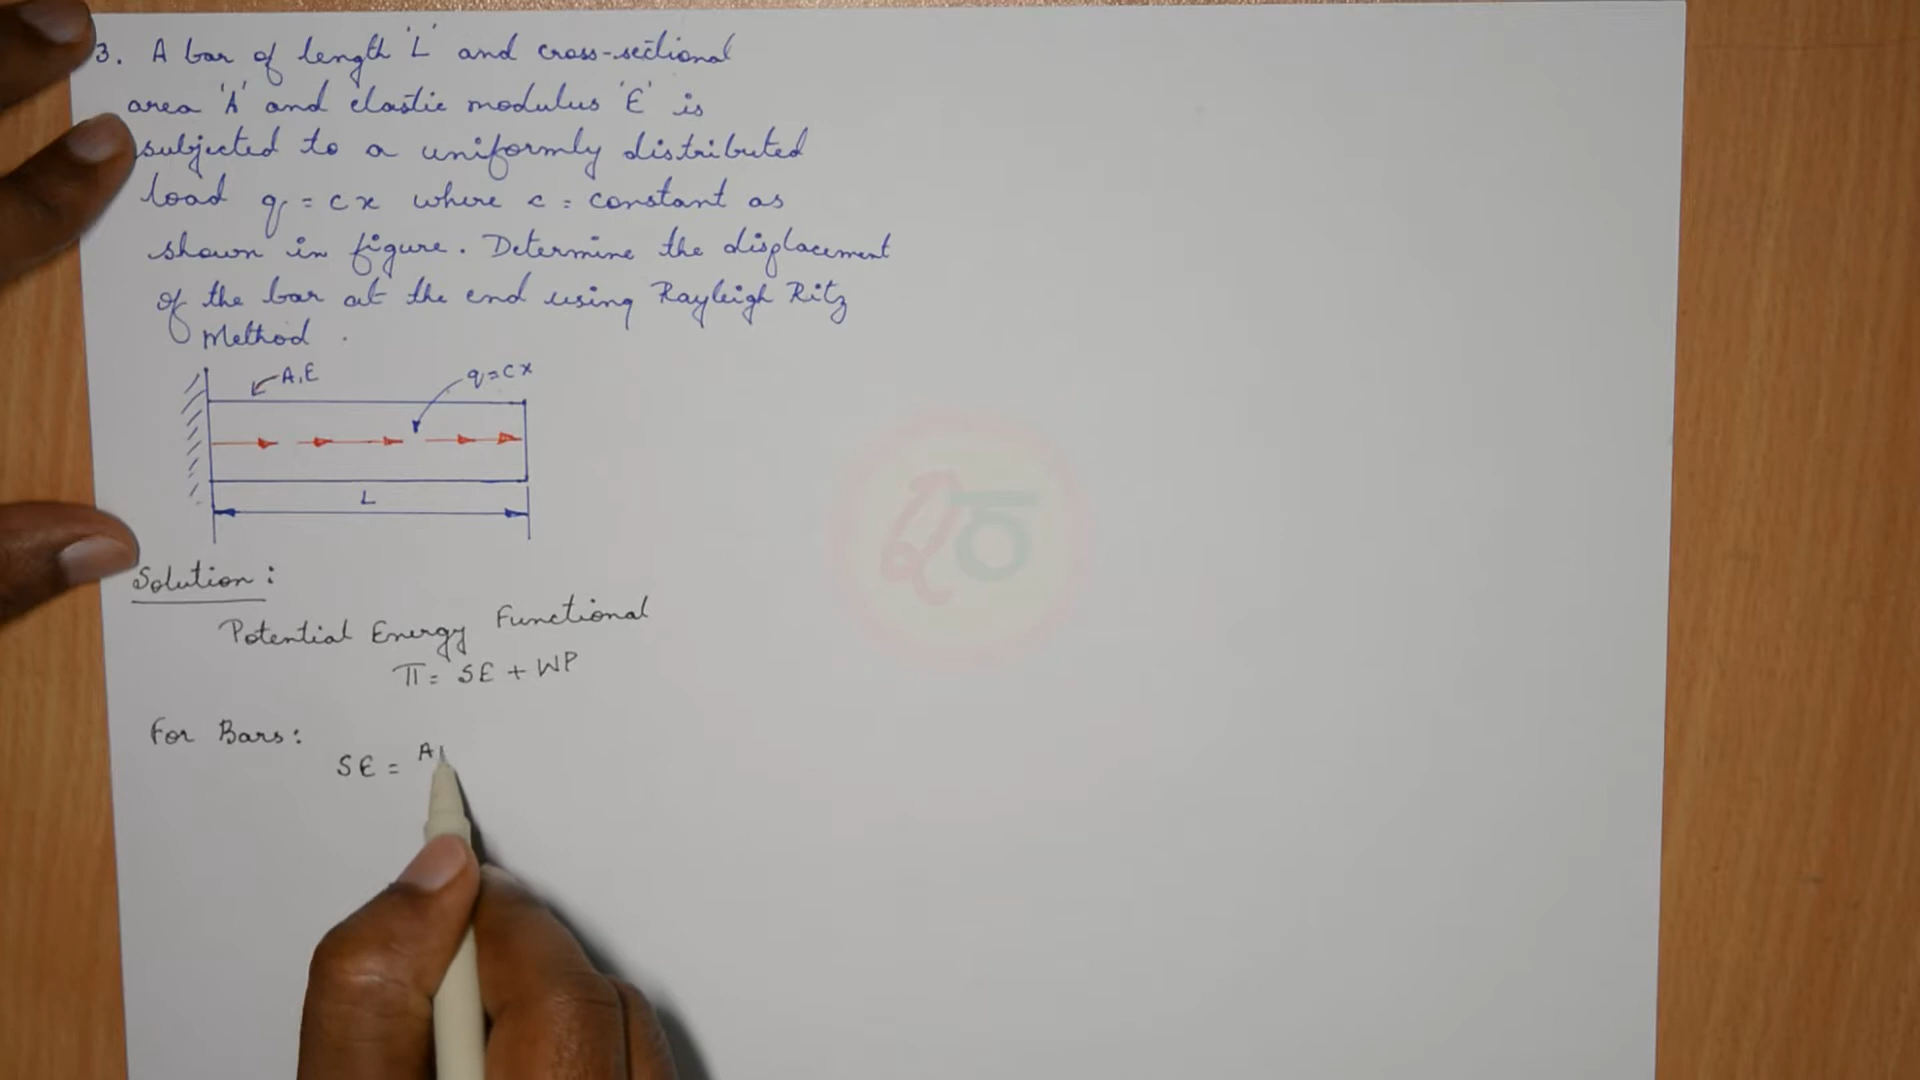 3. A bar of length 'L' and cross-sectional
area 'A' and elastic modulus 'E' is
subjected to a uniformly distributed
load q = cx where c = constant as
shown in figure. Determine the displacement
of the bar at the end using Rayleigh Ritz
Method.
A, E
q = cx
L
Solution:
Potential Energy Functional
π = SE + WP
For Bars:
SE = A